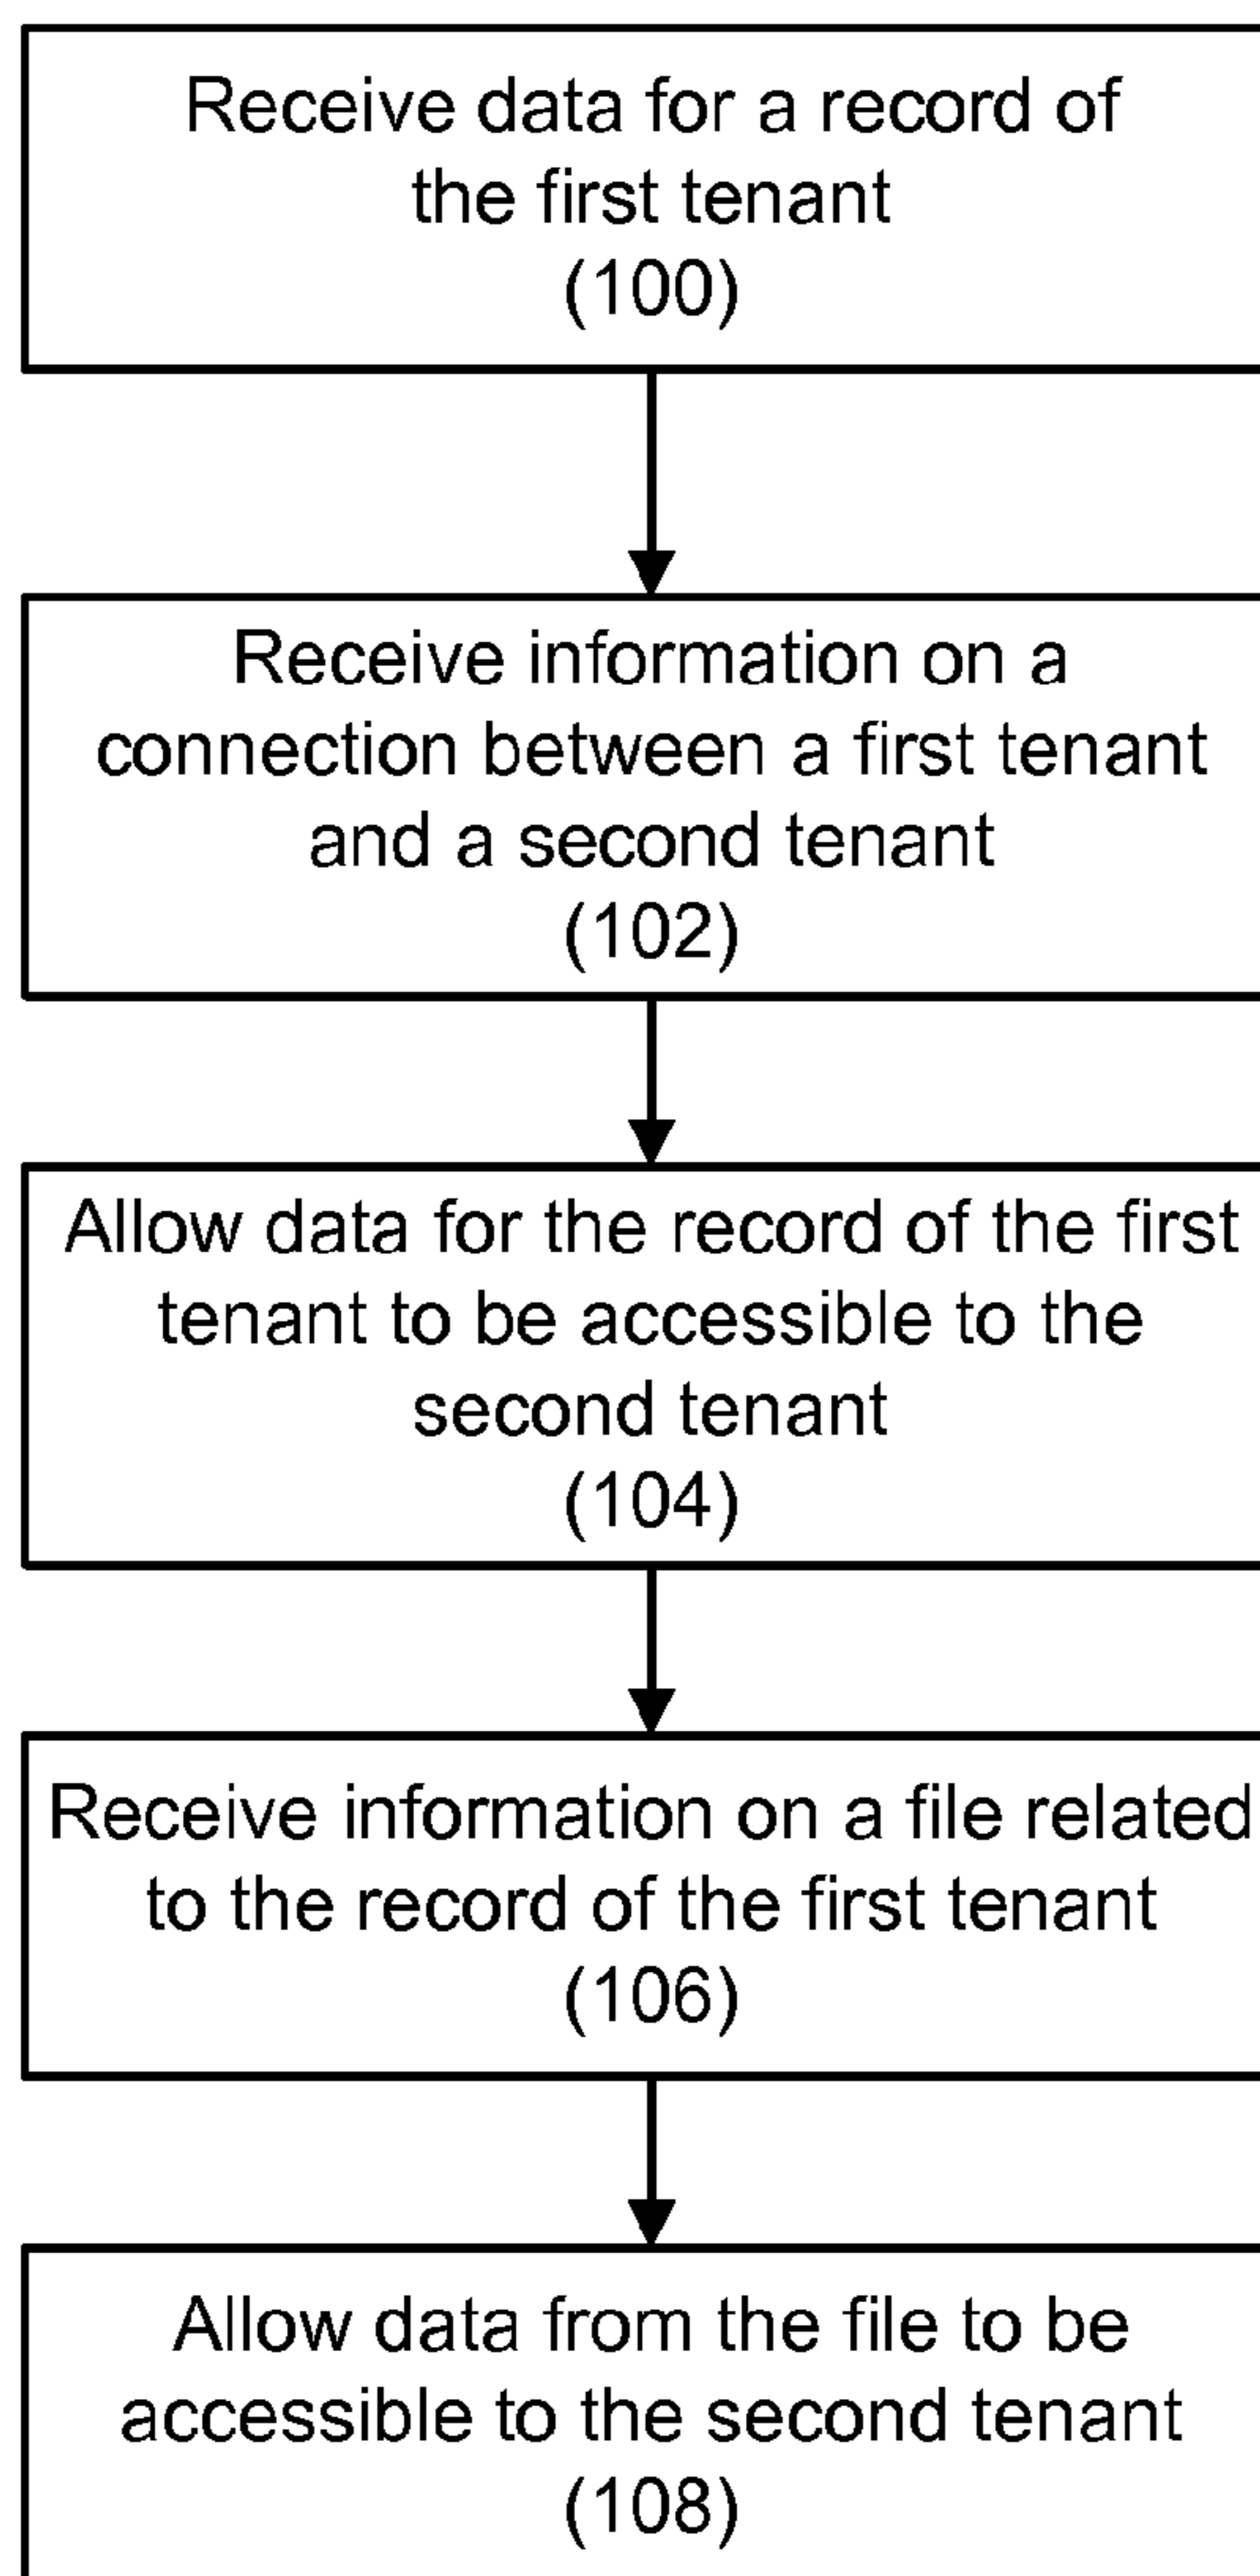 Receive data for a record of
the first tenant
(100)
Receive information on a
connection between a first tenant
and a second tenant
(102)
Allow data for the record of the first
tenant to be accessible to the
second tenant
(104)
Receive information on a file related
to the record of the first tenant
(106)
Allow data from the file to be
accessible to the second tenant
(108)